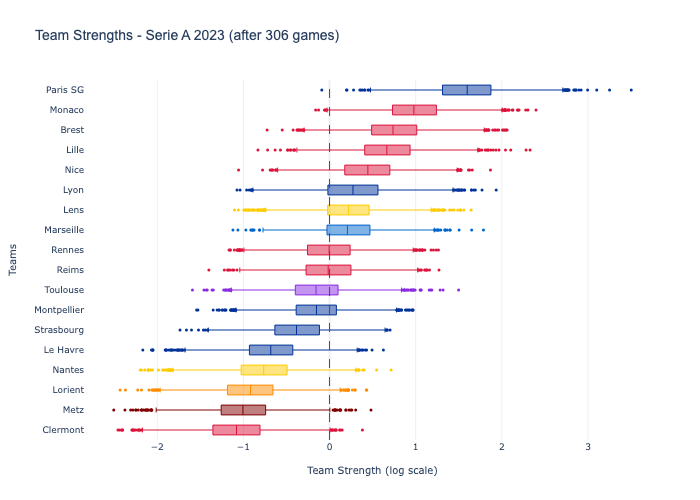 Team Strengths - Serie A 2023 (after 306 games)
Paris SG
Monaco
Brest
Lille
Nice
Lyon
Lens
Marseille
Rennes
Reims
Toulouse
Montpellier
Strasbourg
Le Havre
Nantes
Lorient
Metz
Clermont
Teams
−2 −1 0 1 2 3
Team Strength (log scale)